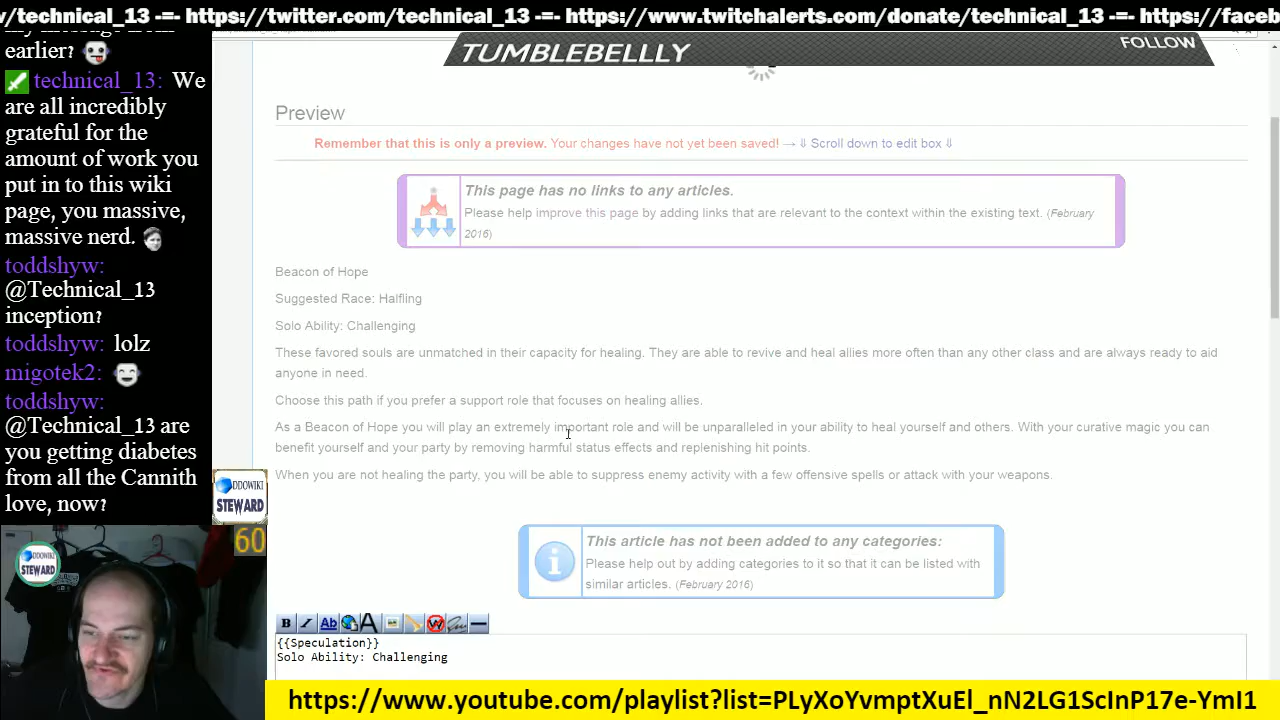 /twitter.com/technical_13 -=- https://twitter.com/technical_13 -=- https://www.twitchalerts.com/donate/technical_13 -=- https://faceb
my message from
earlier?
technical_13: We
are all incredibly
grateful for the
amount of work you
put in to this wiki
page, you massive,
massive nerd.
toddshyw:
@Technical_13
inception?
toddshyw: lolz
migotek2:
toddshyw:
@Technical_13 are
you getting diabetes
from all the Cannith
love, now?
DDOWIKI
STEWARD
60
DDOWIKI
STEWARD
TUMBLEBELLLY
FOLLOW
Preview
Remember that this is only a preview. Your changes have not yet been saved! → ⇓ Scroll down to edit box ⇓
This page has no links to any articles.
Please help improve this page by adding links that are relevant to the context within the existing text. (February
2016)
Beacon of Hope
Suggested Race: Halfling
Solo Ability: Challenging
These favored souls are unmatched in their capacity for healing. They are able to revive and heal allies more often than any other class and are always ready to aid
anyone in need.
Choose this path if you prefer a support role that focuses on healing allies.
As a Beacon of Hope you will play an extremely important role and will be unparalleled in your ability to heal yourself and others. With your curative magic you can
benefit yourself and your party by removing harmful status effects and replenishing hit points.
When you are not healing the party, you will be able to suppress enemy activity with a few offensive spells or attack with your weapons.
This article has not been added to any categories:
Please help out by adding categories to it so that it can be listed with
similar articles. (February 2016)
B I Ab A W
{{Speculation}}
Solo Ability: Challenging
https://www.youtube.com/playlist?list=PLyXoYvmptXuEl_nN2LG1ScInP17e-YmI1